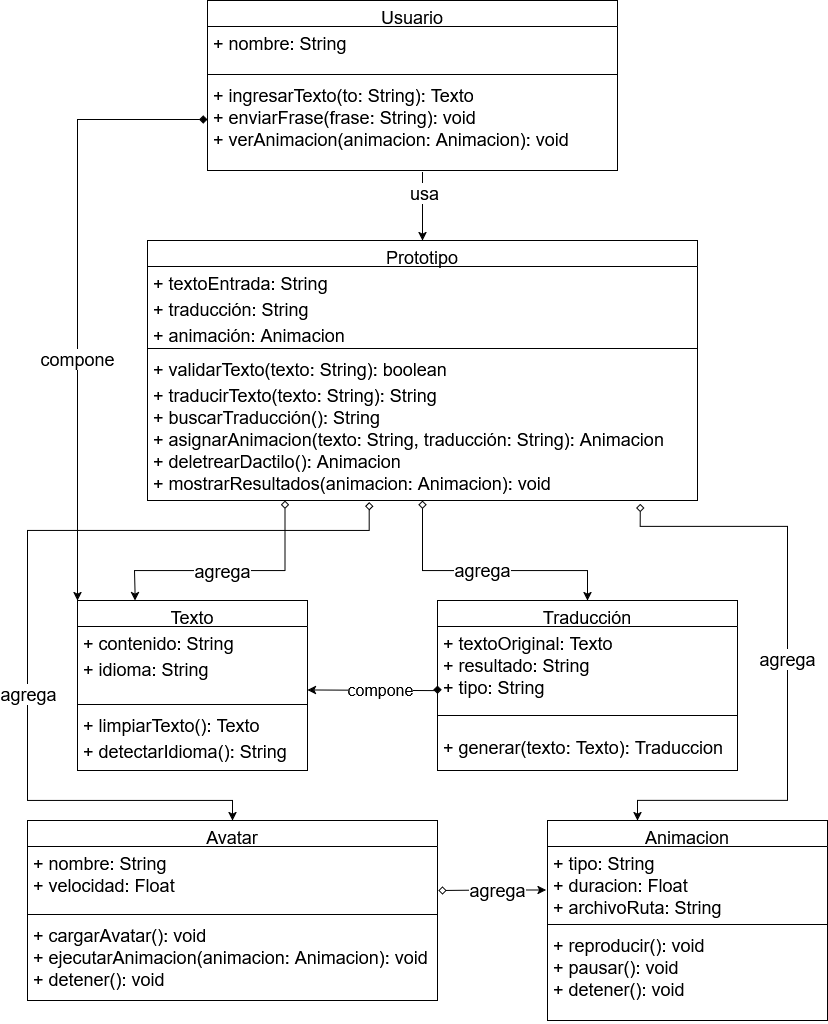 Usuario
+ nombre: String
+ ingresarTexto(to: String): Texto
+ enviarFrase(frase: String): void
+ verAnimacion(animacion: Animacion): void
usa
compone
Prototipo
+ textoEntrada: String
+ traducción: String
+ animación: Animacion
+ validarTexto(texto: String): boolean
+ traducirTexto(texto: String): String
+ buscarTraducción(): String
+ asignarAnimacion(texto: String, traducción: String): Animacion
+ deletrearDactilo(): Animacion
+ mostrarResultados(animacion: Animacion): void
agrega
agrega
agrega
agrega
Texto
+ contenido: String
+ idioma: String
+ limpiarTexto(): Texto
+ detectarIdioma(): String
compone
Traducción
+ textoOriginal: Texto
+ resultado: String
+ tipo: String
+ generar(texto: Texto): Traduccion
Avatar
+ nombre: String
+ velocidad: Float
+ cargarAvatar(): void
+ ejecutarAnimacion(animacion: Animacion): void
+ detener(): void
agrega
Animacion
+ tipo: String
+ duracion: Float
+ archivoRuta: String
+ reproducir(): void
+ pausar(): void
+ detener(): void